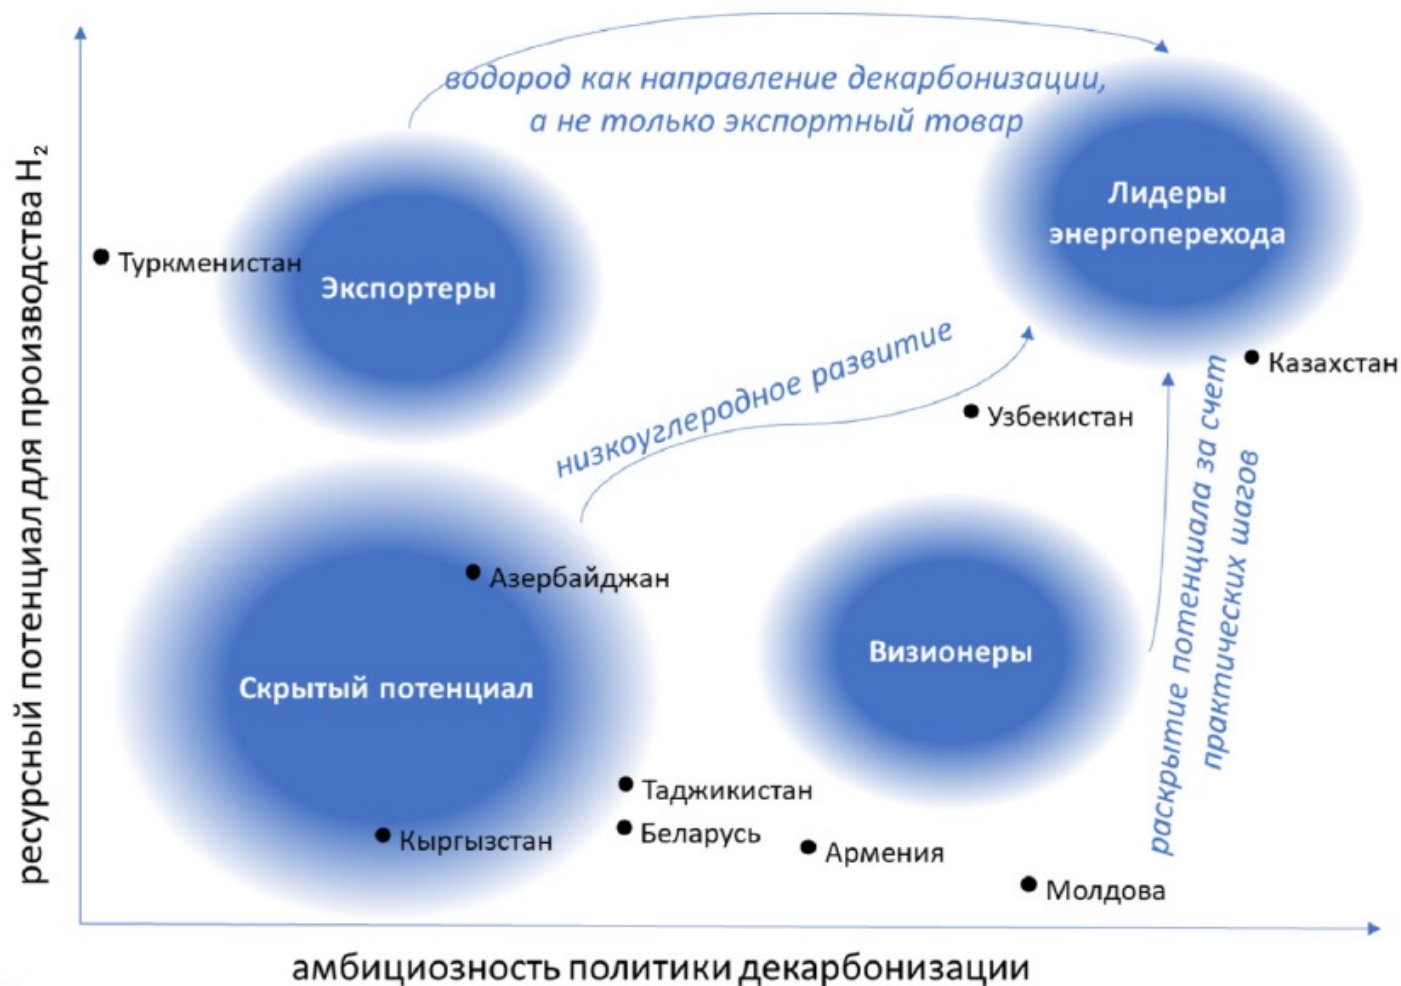 водород как направление декарбонизации,
а не только экспортный товар
ресурсный потенциал для производства H₂
Лидеры
энергоперехода
Туркменистан
Экспортеры
низкоуглеродное развитие
Казахстан
Узбекистан
раскрытие потенциала за счет
практических шагов
Азербайджан
Визионеры
Скрытый потенциал
Таджикистан
Беларусь
Кыргызстан
Армения
Молдова
амбициозность политики декарбонизации